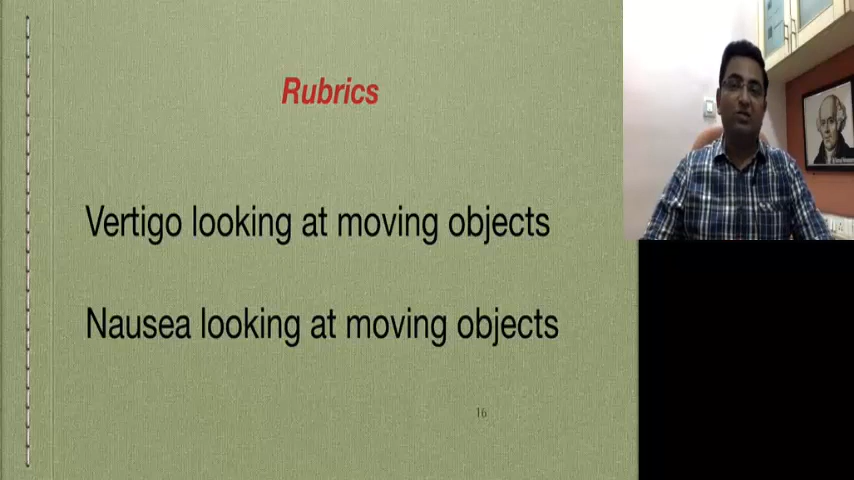 Rubrics
Vertigo looking at moving objects
Nausea looking at moving objects
16